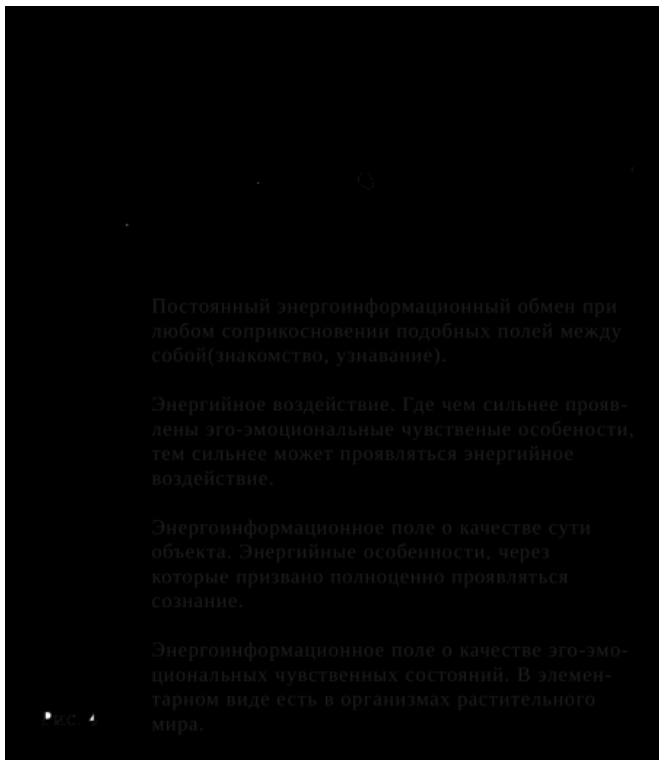 Постоянный энергоинформационный обмен при
любом соприкосновении подобных полей между
собой(знакомство, узнавание).
Энергийное воздействие. Где чем сильнее прояв-
лены эго-эмоциональные чувственые особености,
тем сильнее может проявляться энергийное
воздействие.
Энергоинформационное поле о качестве сути
объекта. Энергийные особенности, через
которые призвано полноценно проявляться
сознание.
Энергоинформационное поле о качестве эго-эмо-
циональных чувственных состояний. В элемен-
тарном виде есть в организмах растительного
мира.
Рис. 4